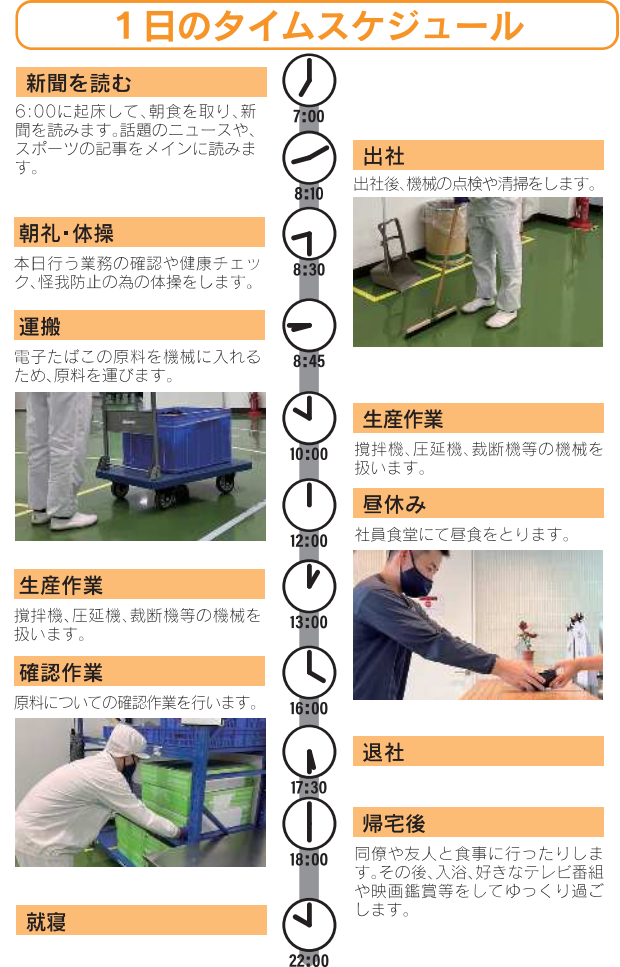 1日のタイムスケジュール
新聞を読む
6:00に起床して、朝食を取り、新
聞を読みます。話題のニュースや、
スポーツの記事をメインに読みま
す。
7:00
出社
出社後、機械の点検や清掃をします。
8:10
朝礼・体操
本日行う業務の確認や健康チェッ
ク、怪我防止の為の体操をします。
8:30
運搬
電子たばこの原料を機械に入れる
ため、原料を運びます。
8:45
生産作業
撹拌機、圧延機、裁断機等の機械を
扱います。
10:00
昼休み
社員食堂にて昼食をとります。
12:00
生産作業
撹拌機、圧延機、裁断機等の機械を
扱います。
13:00
確認作業
原料についての確認作業を行います。
16:00
退社
17:30
帰宅後
同僚や友人と食事に行ったりしま
す。その後、入浴、好きなテレビ番組
や映画鑑賞等をしてゆっくり過ご
します。
18:00
就寝
22:00